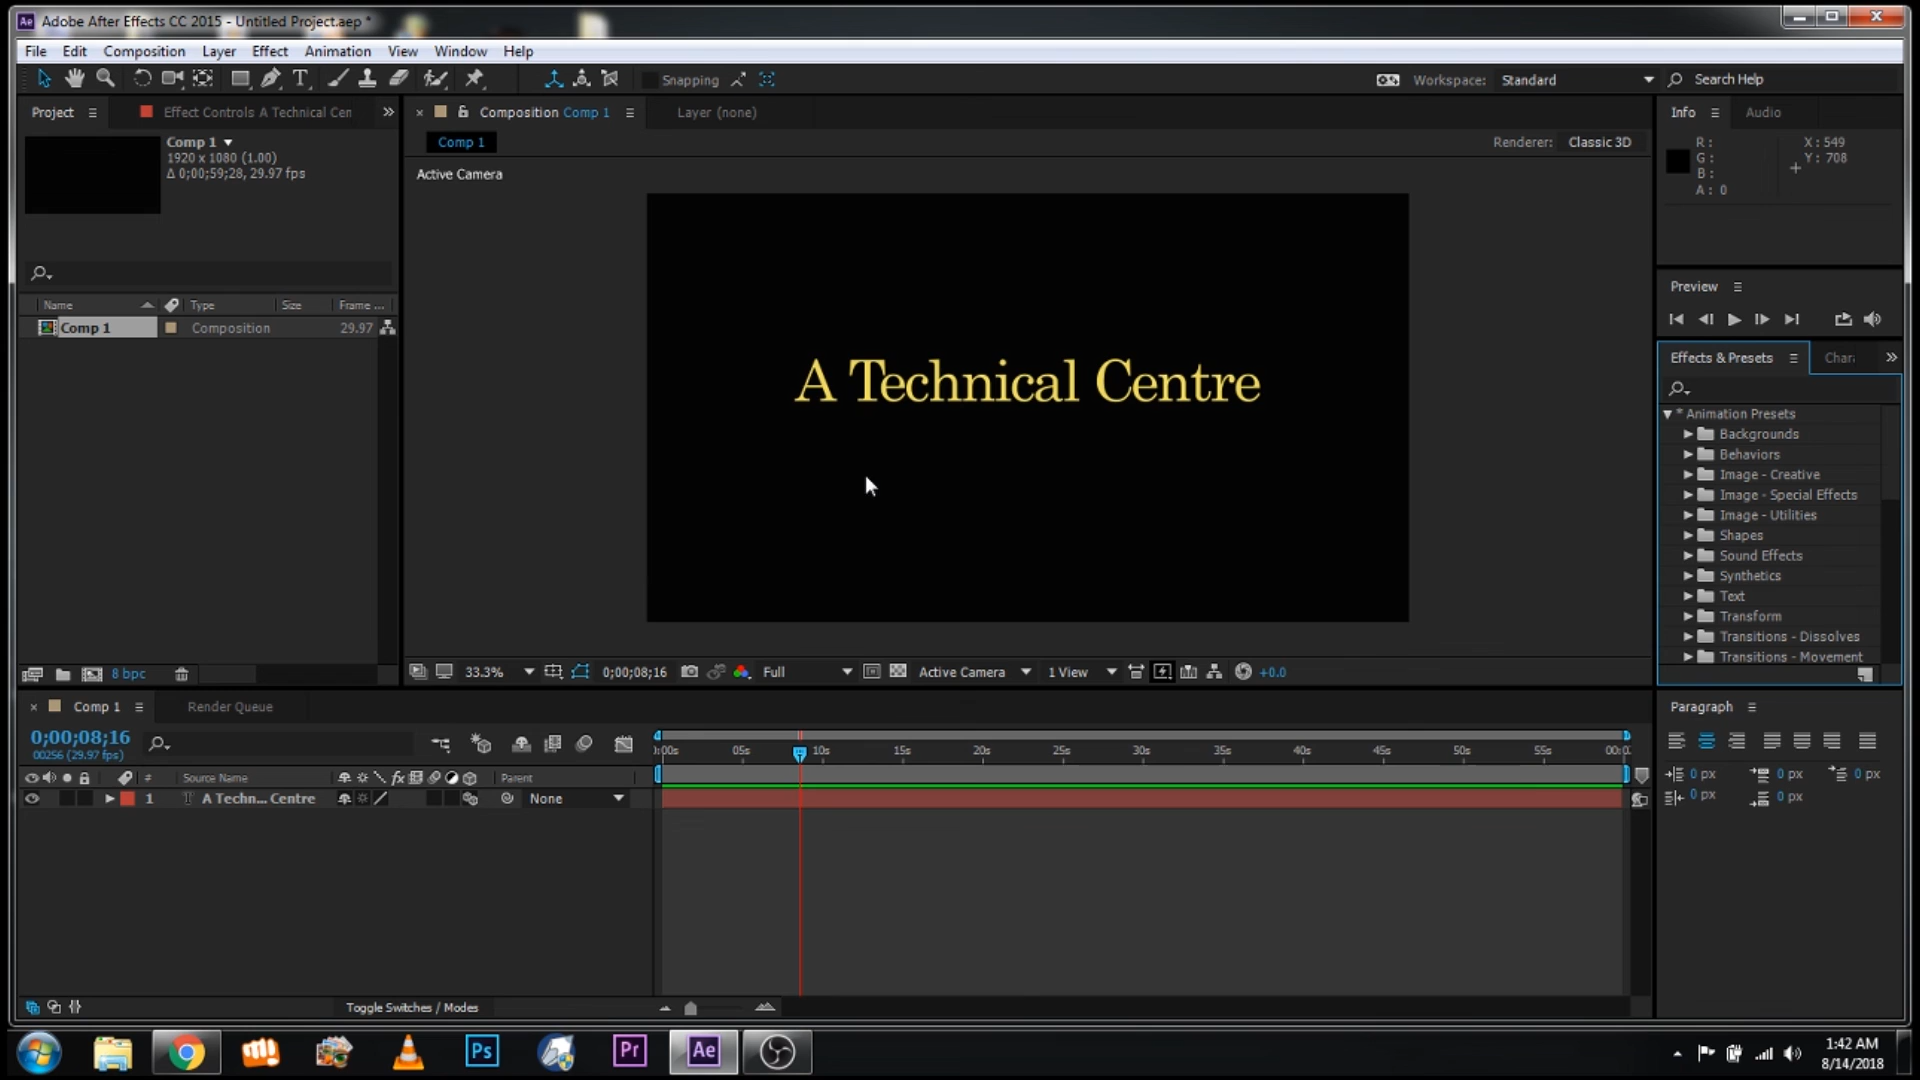 Ae Adobe After Effects CC 2015 - Untitled Project.aep *
File Edit Composition Layer Effect Animation View Window Help
T Snapping Workspace: Standard Search Help
Project Effect Controls A Technical Cen Composition Comp 1 Layer (none) Info Audio
Comp 1
1920 x 1080 (1.00)
Δ 0;00;59;28, 29.97 fps
Comp 1 Renderer: Classic 3D
Active Camera
R :
G :
B :
A : 0
X : 549
Y : 708
A Technical Centre
Name Type Size Frame ...
Comp 1 Composition 29.97
Preview
Effects & Presets Chara
* Animation Presets
Backgrounds
Behaviors
Image - Creative
Image - Special Effects
Image - Utilities
Shapes
Sound Effects
Synthetics
Text
Transform
Transitions - Dissolves
Transitions - Movement
8 bpc
33.3% 0;00;08;16 Full Active Camera 1 View +0.0
Comp 1 Render Queue
0;00;08;16
00256 (29.97 fps)
05s 10s 15s 20s 25s 30s 35s 40s 45s 50s 55s
# Source Name fx Parent
1 T A Techn... Centre None
Paragraph
0 px 0 px 0 px
0 px 0 px
Toggle Switches / Modes
Ps Pr Ae
1:42 AM
8/14/2018